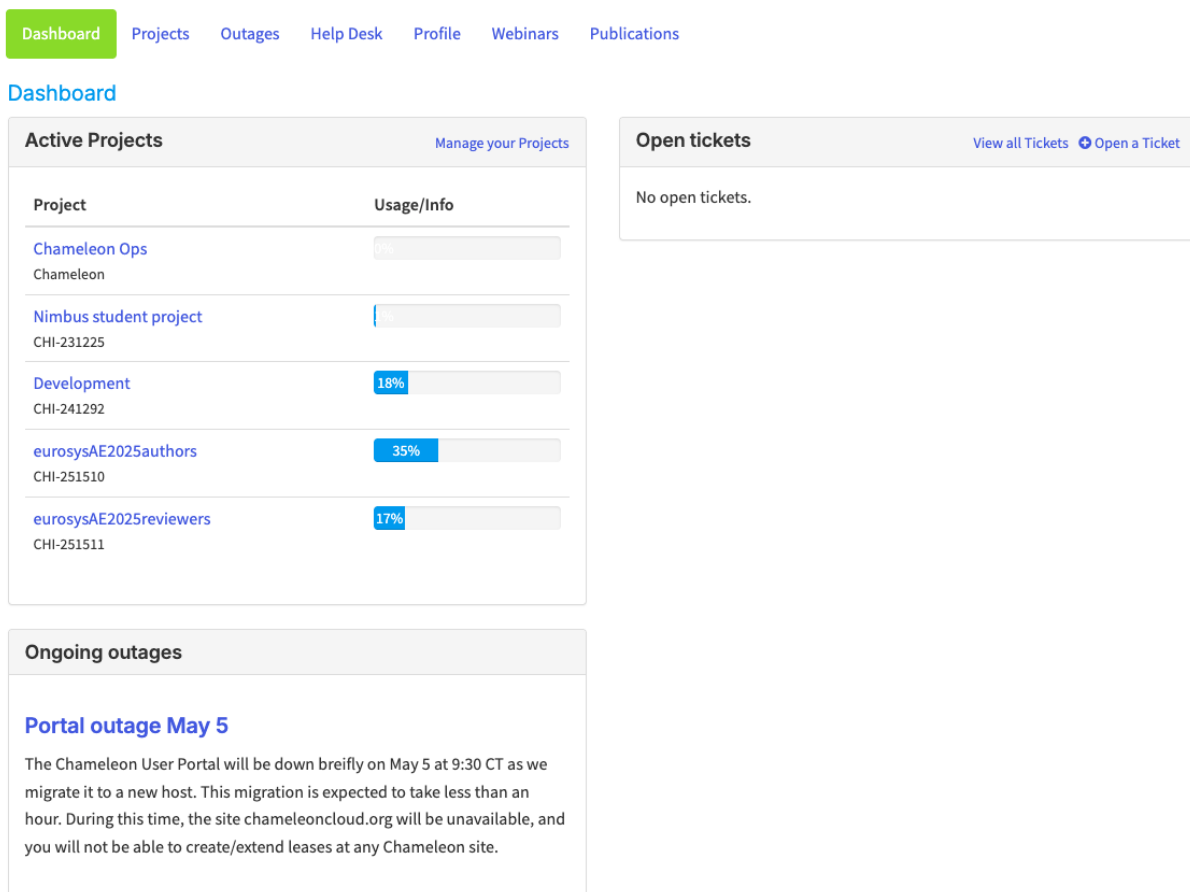 Dashboard Projects Outages Help Desk Profile Webinars Publications
Dashboard
Active Projects Manage your Projects
Project Usage/Info
Chameleon Ops 0%
Chameleon
Nimbus student project 1%
CHI-231225
Development 18%
CHI-241292
eurosysAE2025authors 35%
CHI-251510
eurosysAE2025reviewers 17%
CHI-251511
Open tickets View all Tickets Open a Ticket
No open tickets.
Ongoing outages
Portal outage May 5
The Chameleon User Portal will be down breifly on May 5 at 9:30 CT as we
migrate it to a new host. This migration is expected to take less than an
hour. During this time, the site chameleoncloud.org will be unavailable, and
you will not be able to create/extend leases at any Chameleon site.